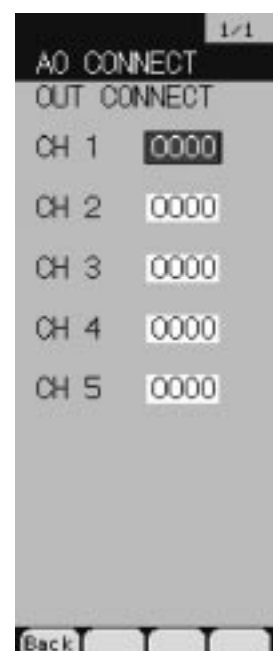 1/1
AO CONNECT
OUT CONNECT
CH 1 0000
CH 2 0000
CH 3 0000
CH 4 0000
CH 5 0000
Back